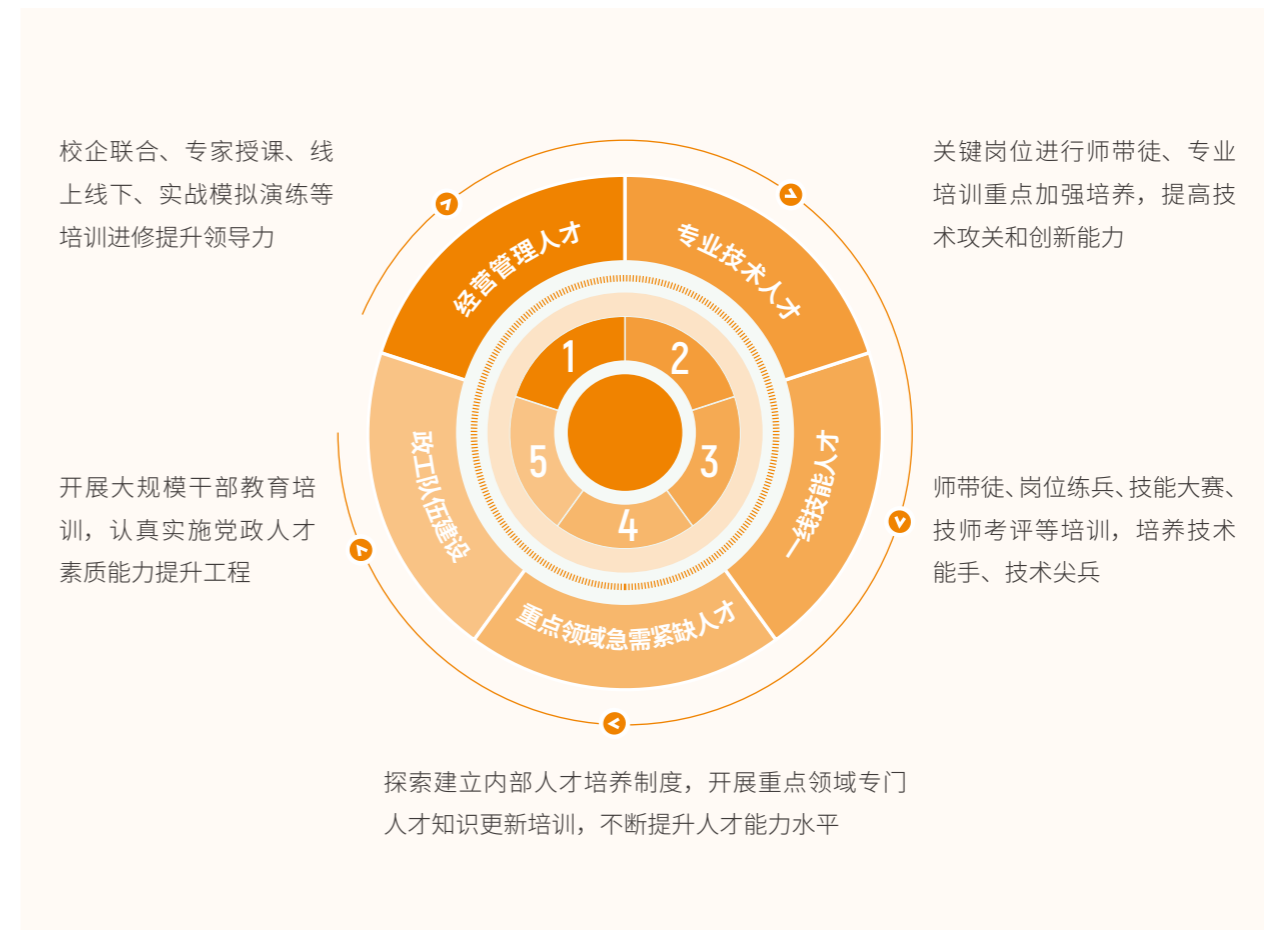 校企联合、专家授课、线
上线下、实战模拟演练等
培训进修提升领导力
关键岗位进行师带徒、专业
培训重点加强培养，提高技
术攻关和创新能力
经营管理人才
专业技术人才
1
2
开展大规模干部教育培
训，认真实施党政人才
素质能力提升工程
政工队伍建设
5
3
一线技能人才
师带徒、岗位练兵、技能大赛、
技师考评等培训，培养技术
能手、技术尖兵
4
重点领域急需紧缺人才
探索建立内部人才培养制度，开展重点领域专门
人才知识更新培训，不断提升人才能力水平